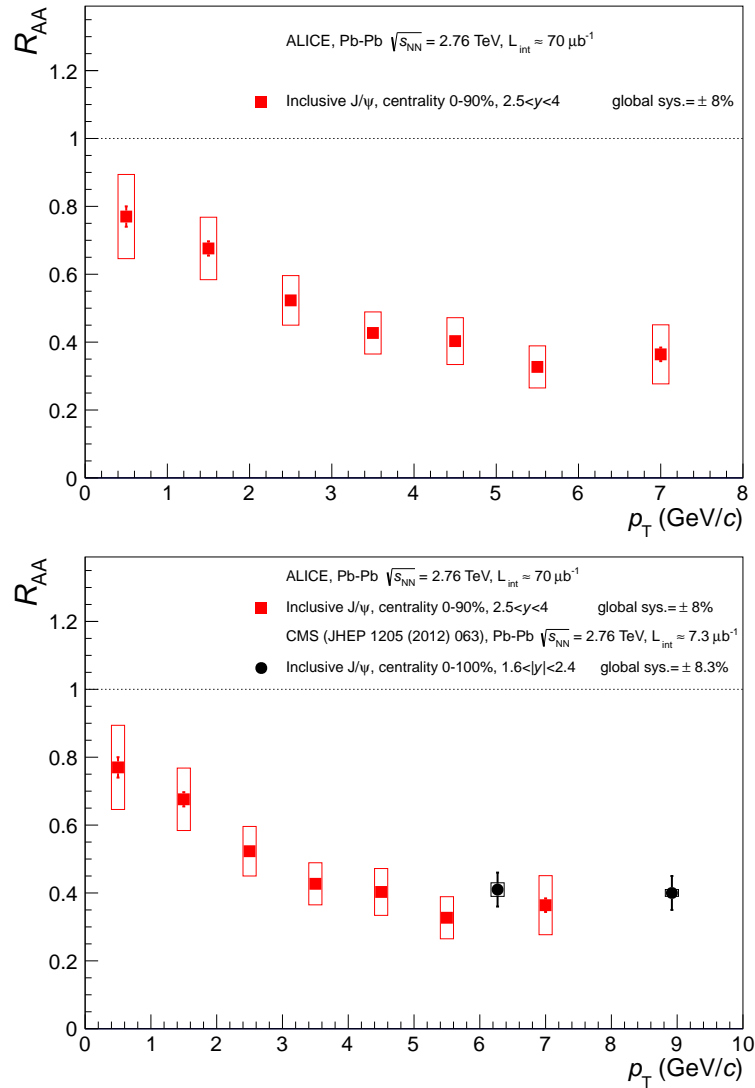 R_AA
ALICE, Pb-Pb √s_NN = 2.76 TeV, L_int ≈ 70 μb⁻¹
Inclusive J/ψ, centrality 0-90%, 2.5<y<4 global sys.= ± 8%
1.2
1
0.8
0.6
0.4
0.2
0
0 1 2 3 4 5 6 7 8
p_T (GeV/c)
R_AA
ALICE, Pb-Pb √s_NN = 2.76 TeV, L_int ≈ 70 μb⁻¹
Inclusive J/ψ, centrality 0-90%, 2.5<y<4 global sys.= ± 8%
CMS (JHEP 1205 (2012) 063), Pb-Pb √s_NN = 2.76 TeV, L_int ≈ 7.3 μb⁻¹
Inclusive J/ψ, centrality 0-100%, 1.6<|y|<2.4 global sys.= ± 8.3%
1.2
1
0.8
0.6
0.4
0.2
0
0 1 2 3 4 5 6 7 8 9 10
p_T (GeV/c)